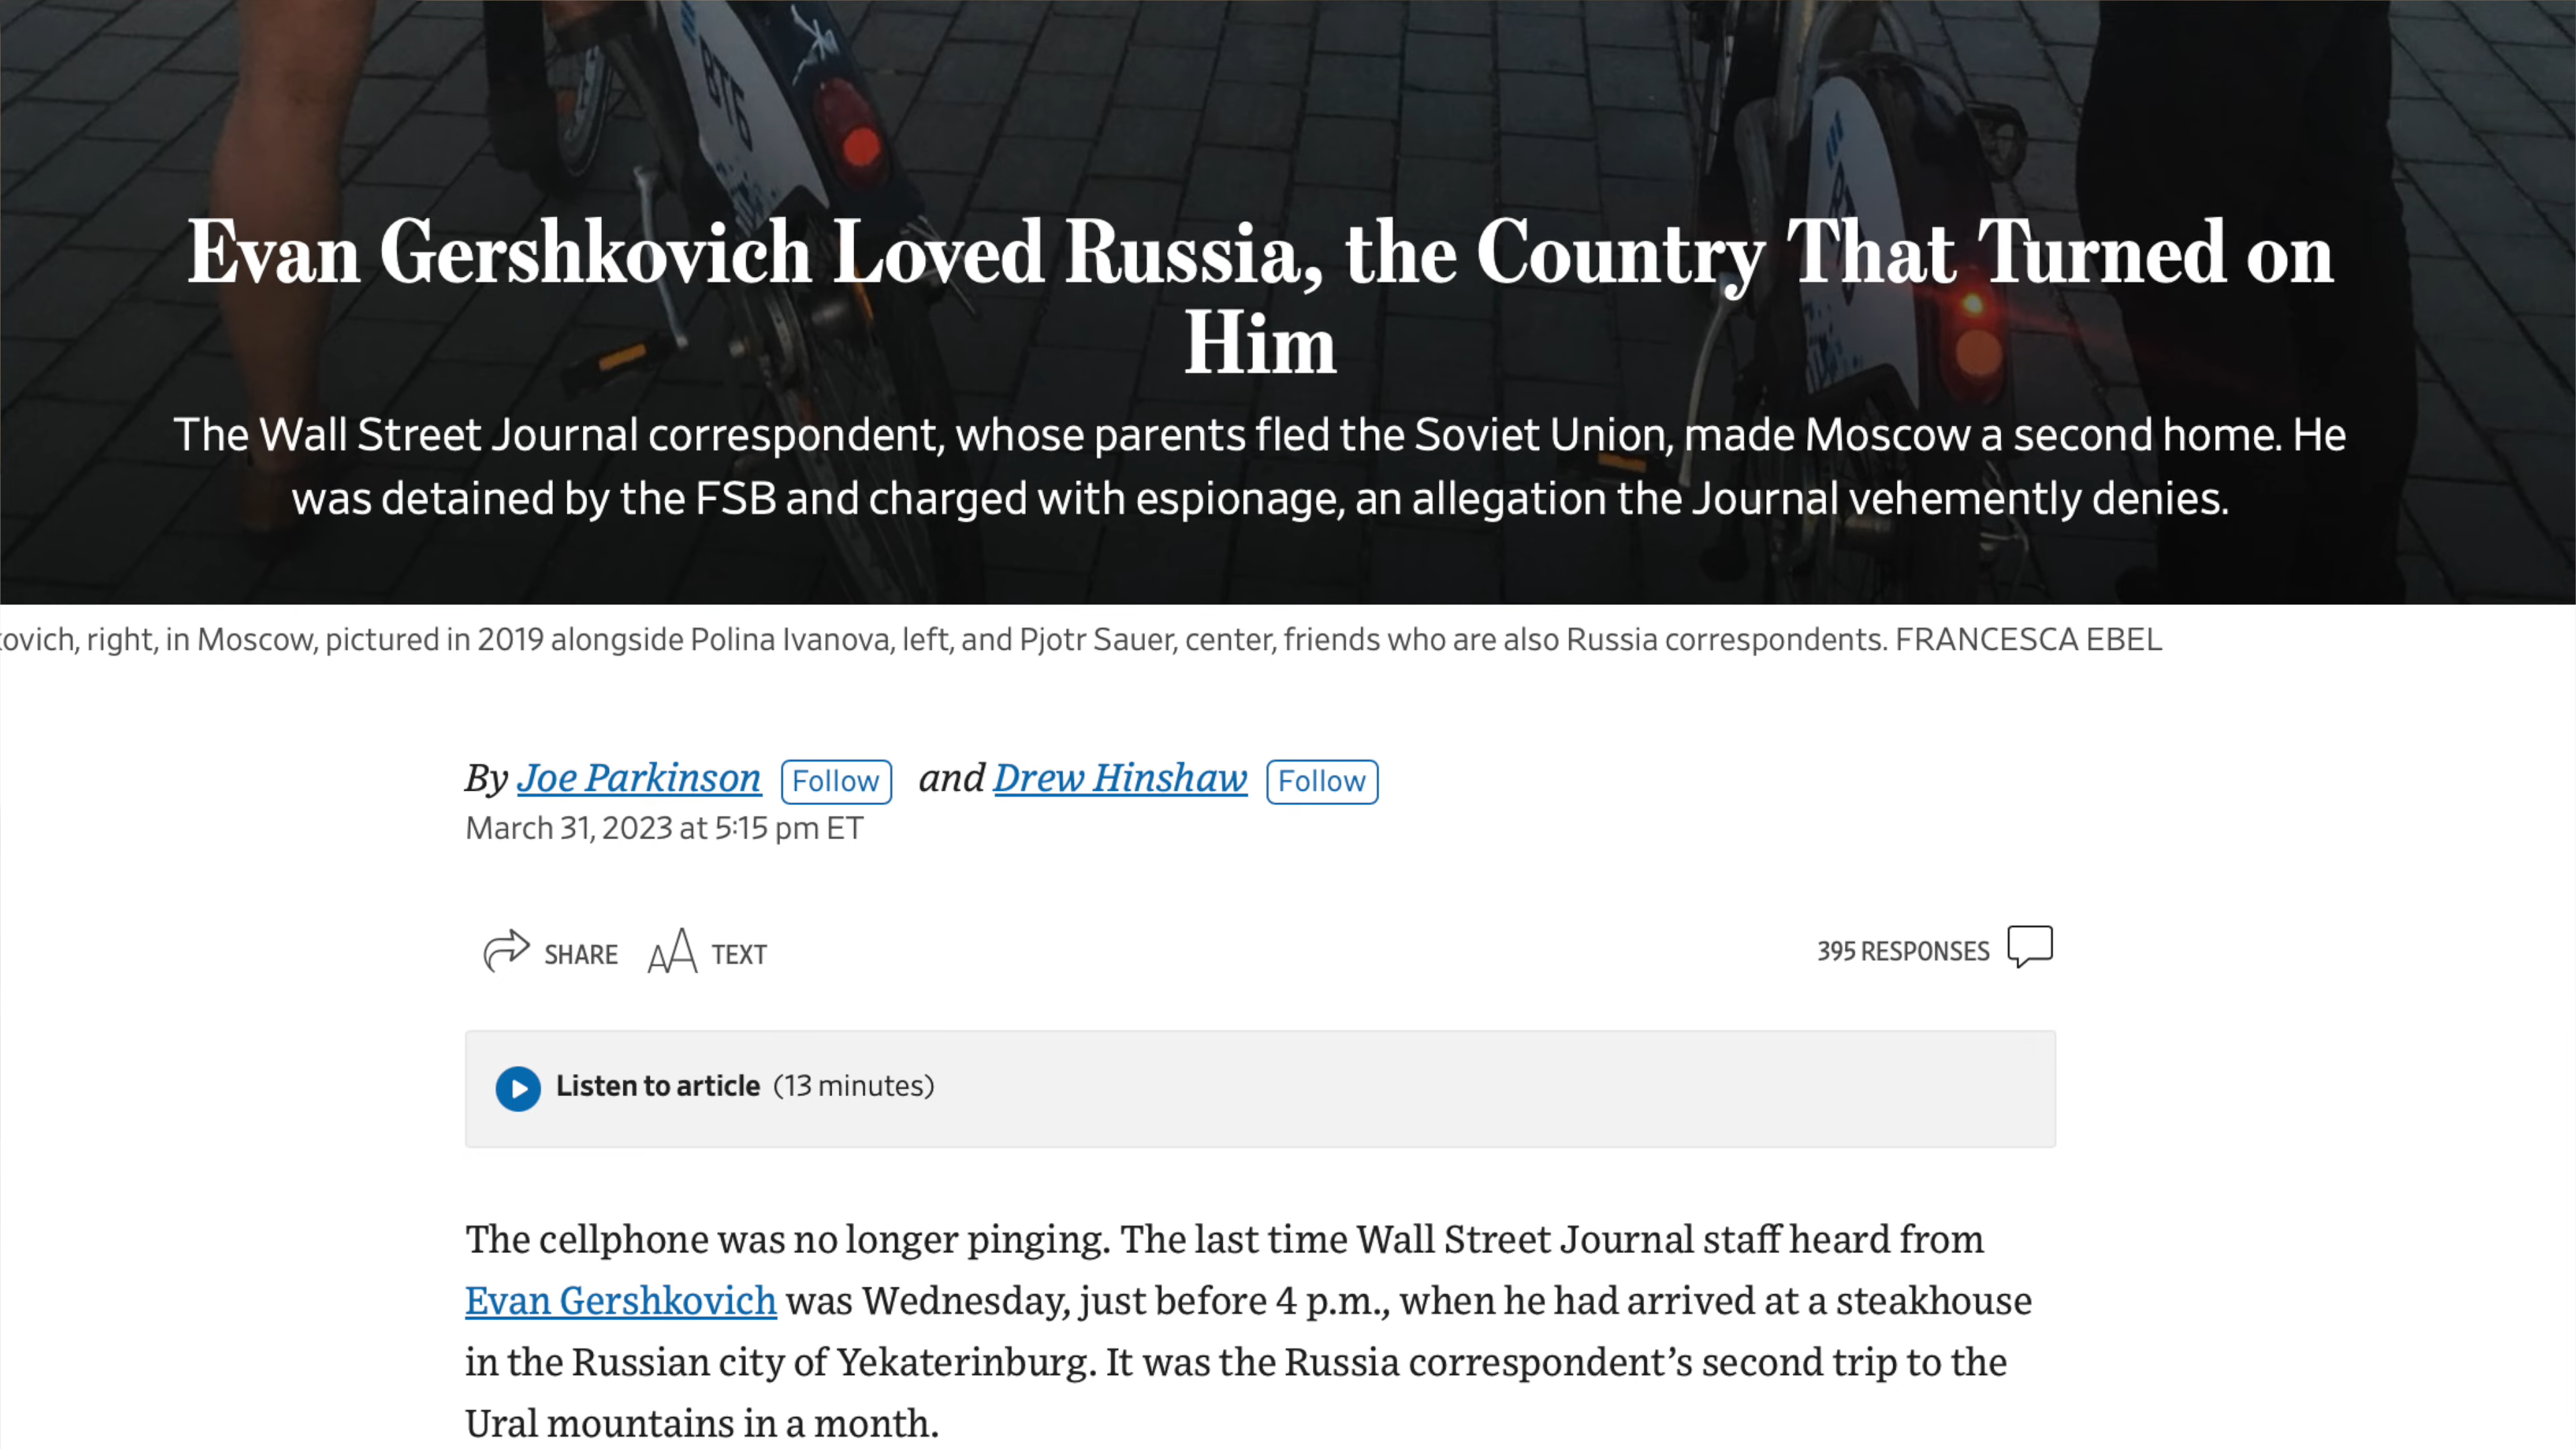 BT6
Evan Gershkovich Loved Russia, the Country That Turned on
Him
The Wall Street Journal correspondent, whose parents fled the Soviet Union, made Moscow a second home. He
was detained by the FSB and charged with espionage, an allegation the Journal vehemently denies.
ovich, right, in Moscow, pictured in 2019 alongside Polina Ivanova, left, and Pjotr Sauer, center, friends who are also Russia correspondents. FRANCESCA EBEL
By Joe Parkinson Follow and Drew Hinshaw Follow
March 31, 2023 at 5:15 pm ET
SHARE AA TEXT 395 RESPONSES
Listen to article (13 minutes)
The cellphone was no longer pinging. The last time Wall Street Journal staff heard from
Evan Gershkovich was Wednesday, just before 4 p.m., when he had arrived at a steakhouse
in the Russian city of Yekaterinburg. It was the Russia correspondent’s second trip to the
Ural mountains in a month.